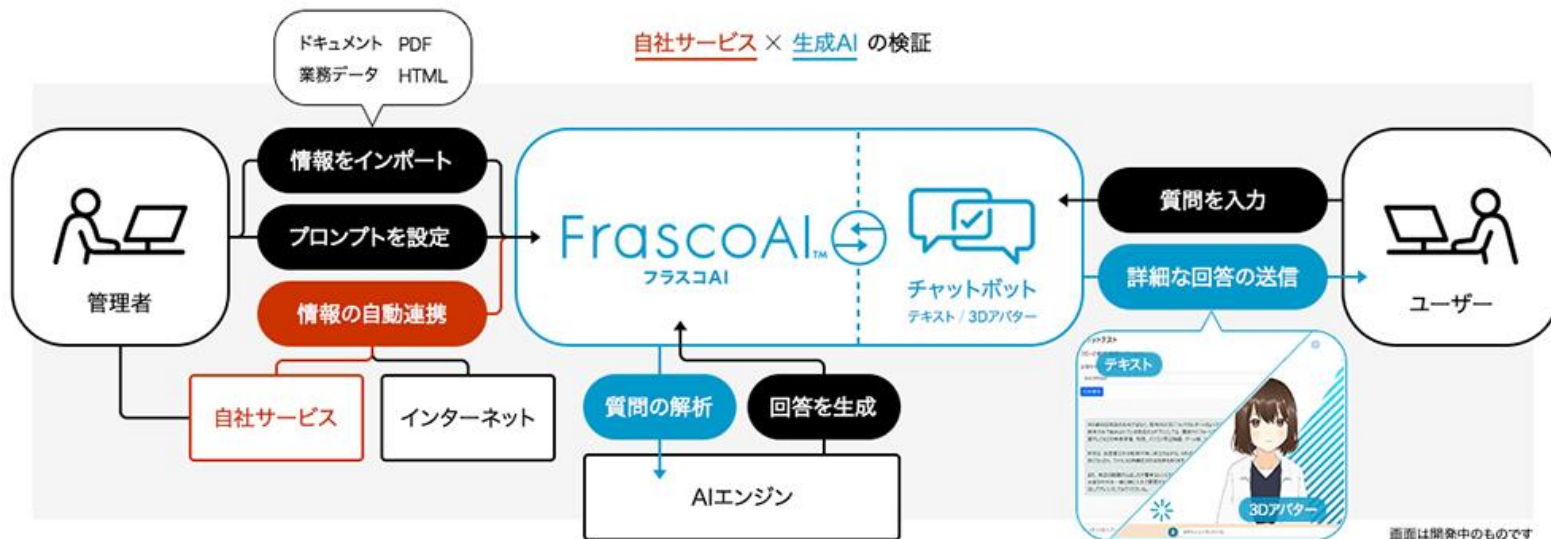 ドキュメント PDF
業務データ HTML
自社サービス × 生成AI の検証
情報をインポート
プロンプトを設定
情報の自動連携
管理者
自社サービス
インターネット
FrascoAI™
フラスコAI
チャットボット
テキスト / 3Dアバター
質問の解析
回答を生成
AIエンジン
質問を入力
詳細な回答の送信
ユーザー
テキスト
3Dアバター
画面は開発中のものです